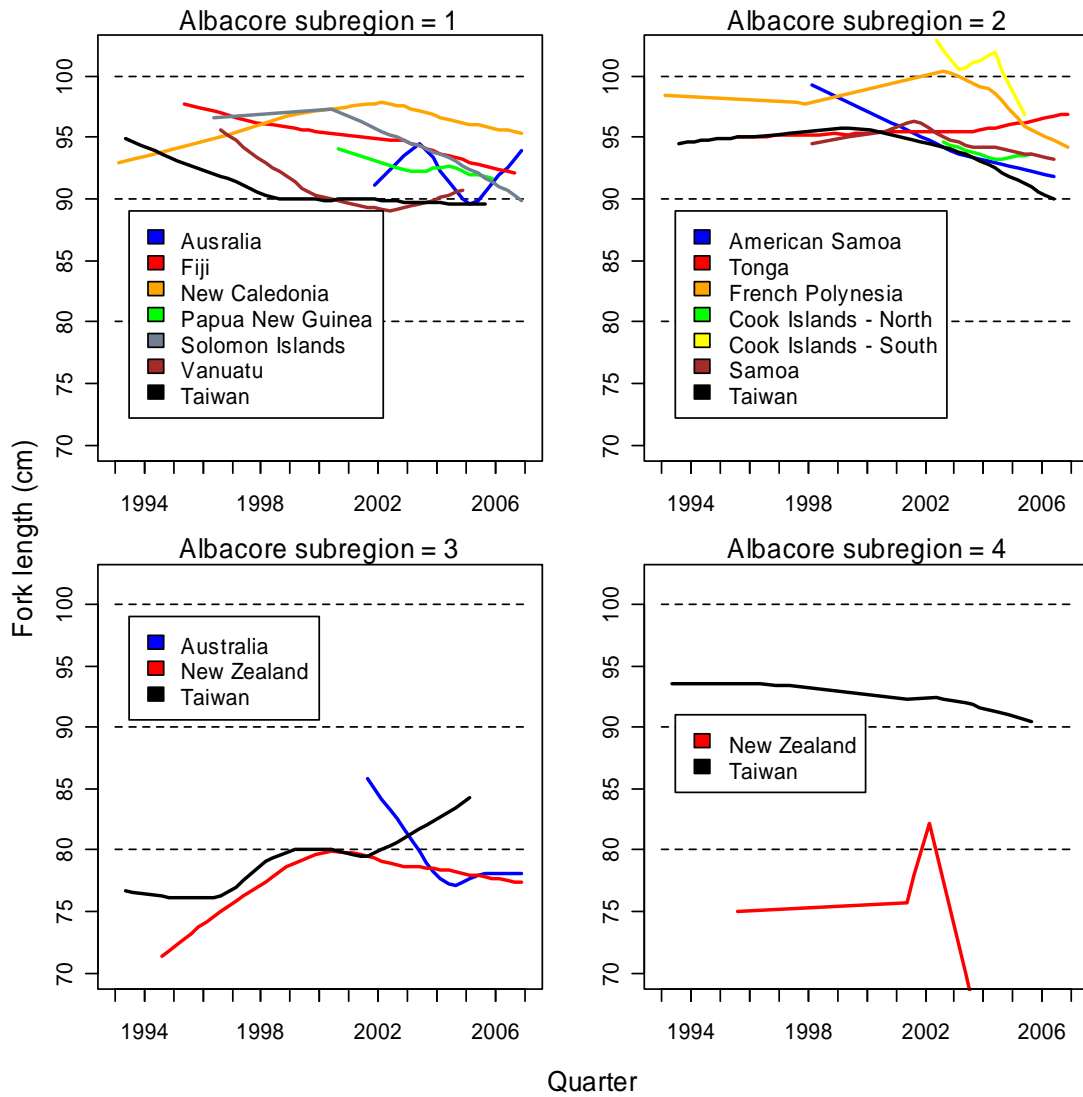 Albacore subregion = 1
100
95
90
85
80
75
70
Ausralia
Fiji
New Caledonia
Papua New Guinea
Solomon Islands
Vanuatu
Taiwan
1994
1998
2002
2006
Albacore subregion = 2
100
95
90
85
80
75
70
American Samoa
Tonga
French Polynesia
Cook Islands - North
Cook Islands - South
Samoa
Taiwan
1994
1998
2002
2006
Fork length (cm)
Albacore subregion = 3
100
95
90
85
80
75
70
Australia
New Zealand
Taiwan
1994
1998
2002
2006
Albacore subregion = 4
100
95
90
85
80
75
70
New Zealand
Taiwan
1994
1998
2002
2006
Quarter